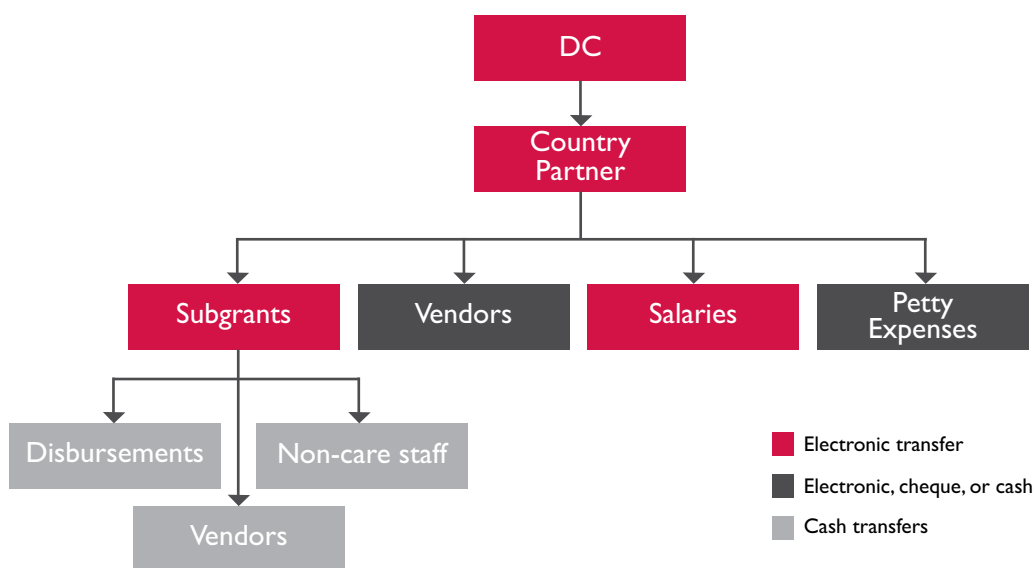 DC
Country
Partner
Subgrants
Vendors
Salaries
Petty
Expenses
Disbursements
Non-care staff
Vendors
Electronic transfer
Electronic, cheque, or cash
Cash transfers